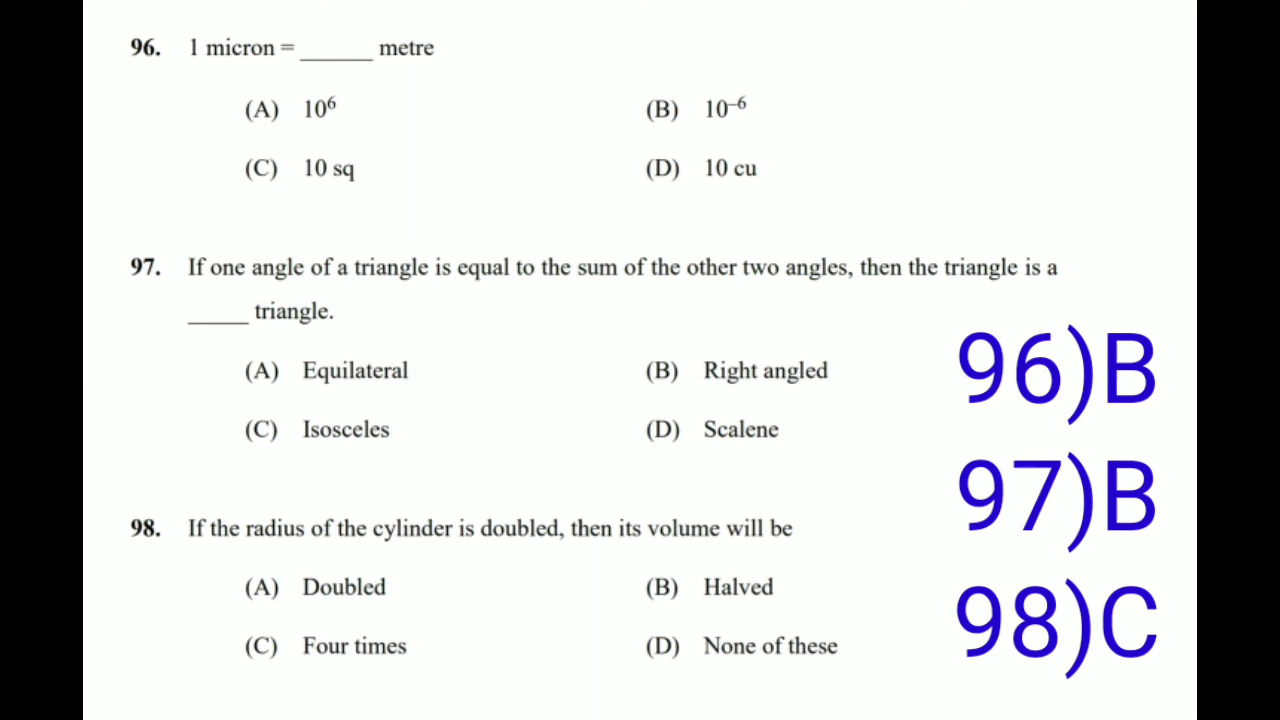 96. 1 micron = ______ metre
(A) 10⁶ (B) 10⁻⁶
(C) 10 sq (D) 10 cu
97. If one angle of a triangle is equal to the sum of the other two angles, then the triangle is a
_____ triangle.
(A) Equilateral (B) Right angled
(C) Isosceles (D) Scalene
98. If the radius of the cylinder is doubled, then its volume will be
(A) Doubled (B) Halved
(C) Four times (D) None of these
96)B
97)B
98)C